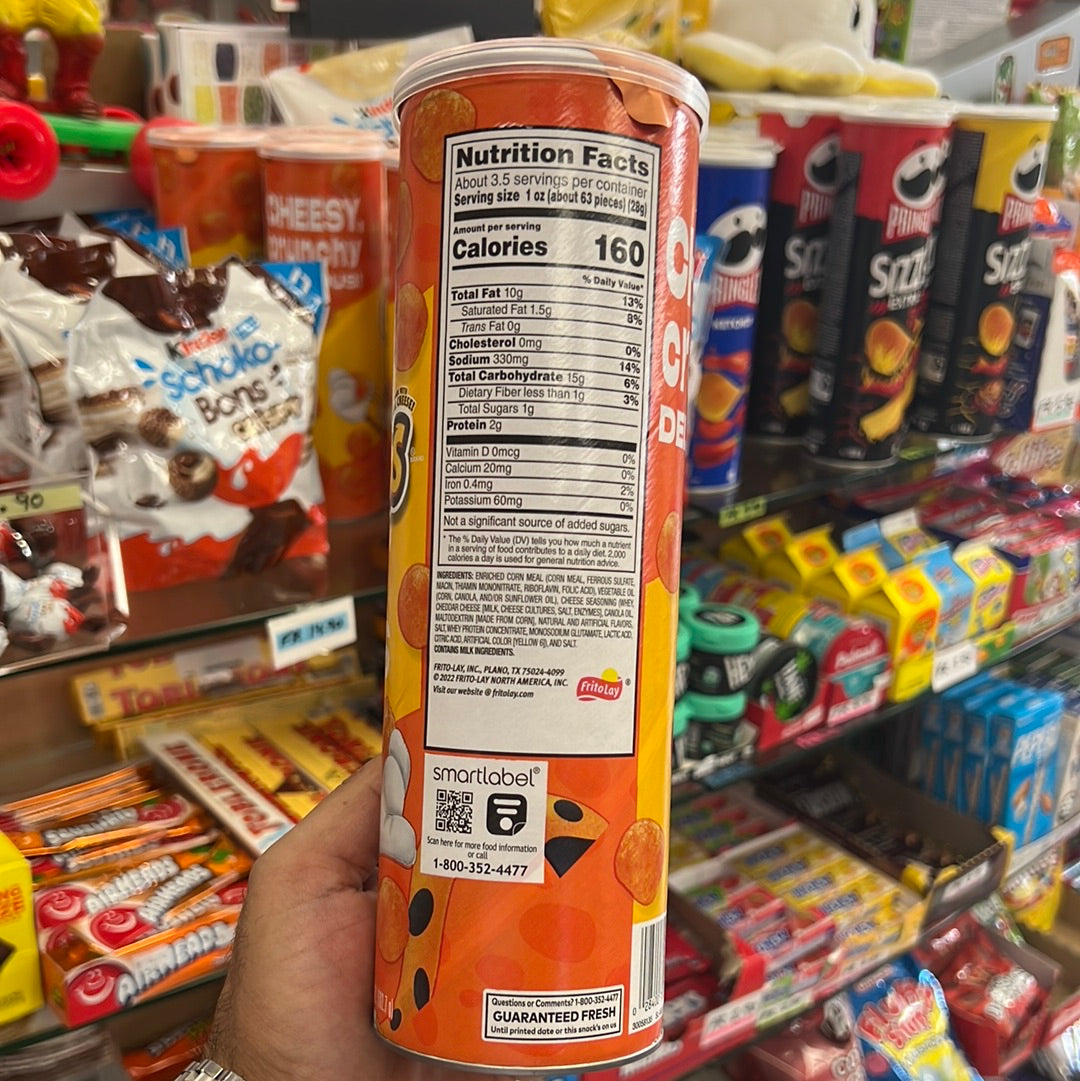 Nutrition Facts
About 3.5 servings per container
Serving size 1 oz (about 63 pieces) (28g)
Amount per serving
Calories 160
% Daily Value*
Total Fat 10g 13%
Saturated Fat 1.5g 8%
Trans Fat 0g
Cholesterol 0mg 0%
Sodium 330mg 14%
Total Carbohydrate 15g 6%
Dietary Fiber less than 1g 3%
Total Sugars 1g
Protein 2g
Vitamin D 0mcg 0%
Calcium 20mg 0%
Iron 0.4mg 2%
Potassium 60mg 0%
Not a significant source of added sugars.
* The % Daily Value (DV) tells you how much a nutrient
in a serving of food contributes to a daily diet. 2,000
calories a day is used for general nutrition advice.
INGREDIENTS: ENRICHED CORN MEAL (CORN MEAL, FERROUS SULFATE,
NIACIN, THIAMIN MONONITRATE, RIBOFLAVIN, FOLIC ACID), VEGETABLE OIL
(CORN, CANOLA, AND/OR SUNFLOWER OIL), CHEESE SEASONING (WHEY,
CHEDDAR CHEESE [MILK, CHEESE CULTURES, SALT, ENZYMES], CANOLA OIL,
MALTODEXTRIN [MADE FROM CORN], NATURAL AND ARTIFICIAL FLAVORS,
SALT, WHEY PROTEIN CONCENTRATE, MONOSODIUM GLUTAMATE, LACTIC ACID,
CITRIC ACID, ARTIFICIAL COLOR [YELLOW 6]), AND SALT.
CONTAINS MILK INGREDIENTS.
FRITO-LAY, INC., PLANO, TX 75024-4099
© 2022 FRITO-LAY NORTH AMERICA, INC.
Visit our website @ fritolay.com
Frito Lay
smartlabel®
Scan here for more food information
or call
1-800-352-4477
Questions or Comments? 1-800-352-4477
GUARANTEED FRESH
Until printed date or this snack's on us
CHEESY,
crunchy
Kinder
Schoko-
Bons
.90
TOBLERONE
AIRHEADS
AIRHEADS
PRINGLES
SIZZ